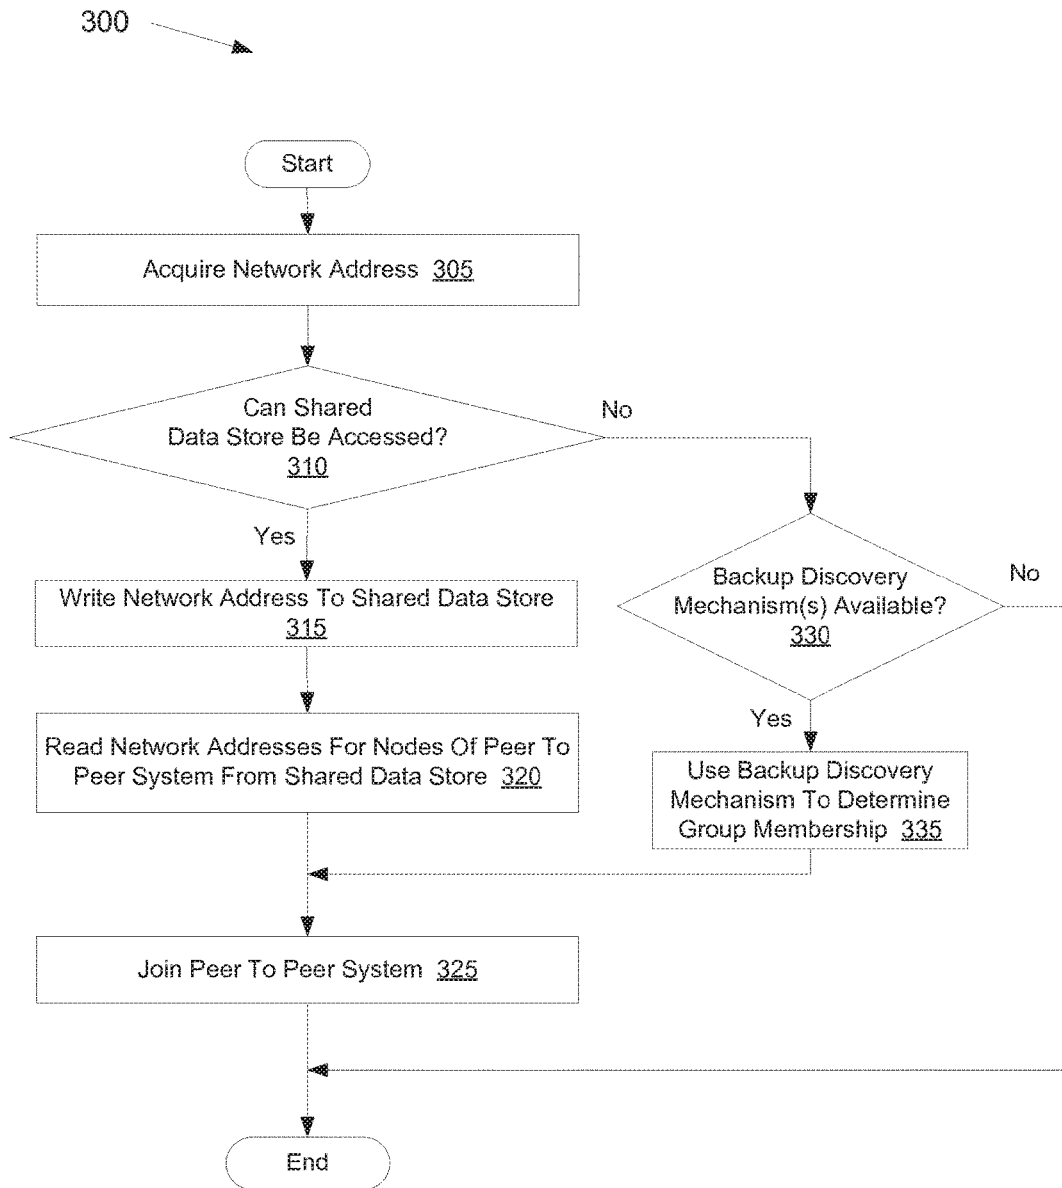 300
Start
Acquire Network Address 305
Can Shared
Data Store Be Accessed?
310
No
Yes
Write Network Address To Shared Data Store
315
Backup Discovery
Mechanism(s) Available?
330
No
Yes
Read Network Addresses For Nodes Of Peer To
Peer System From Shared Data Store 320
Use Backup Discovery
Mechanism To Determine
Group Membership 335
Join Peer To Peer System 325
End